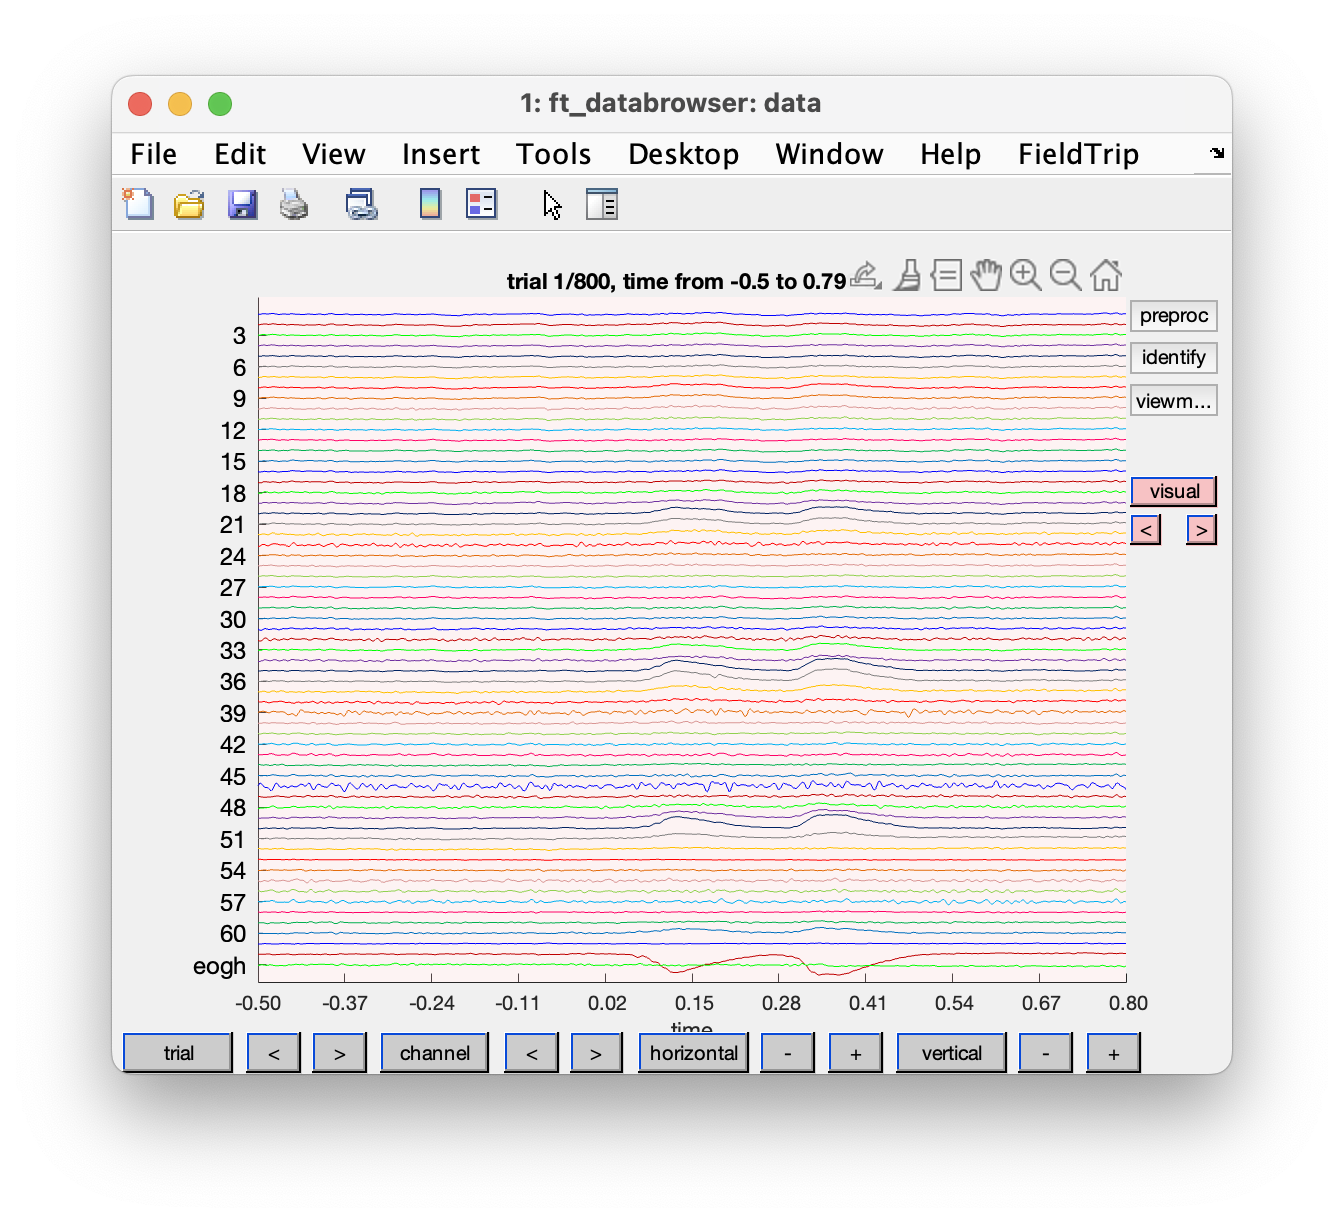 1: ft_databrowser: data
File Edit View Insert Tools Desktop Window Help FieldTrip
trial 1/800, time from -0.5 to 0.79
preproc
identify
viewm...
visual
< >
3
6
9
12
15
18
21
24
27
30
33
36
39
42
45
48
51
54
57
60
eogh
-0.50 -0.37 -0.24 -0.11 0.02 0.15 0.28 0.41 0.54 0.67 0.80
time
trial < > channel < > horizontal - + vertical - +